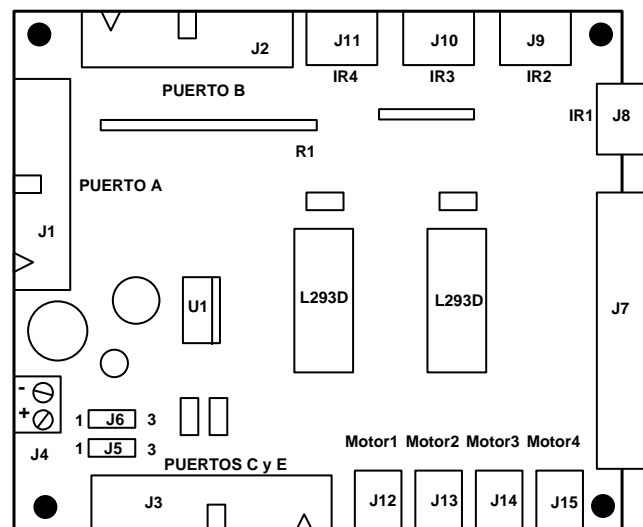 J2 J11 J10 J9
IR4 IR3 IR2
PUERTO B
IR1 J8
R1
PUERTO A
J1
L293D L293D
U1
J7
-
+
1 J6 3
1 J5 3
J4
Motor1 Motor2 Motor3 Motor4
PUERTOS C y E
J3 J12 J13 J14 J15